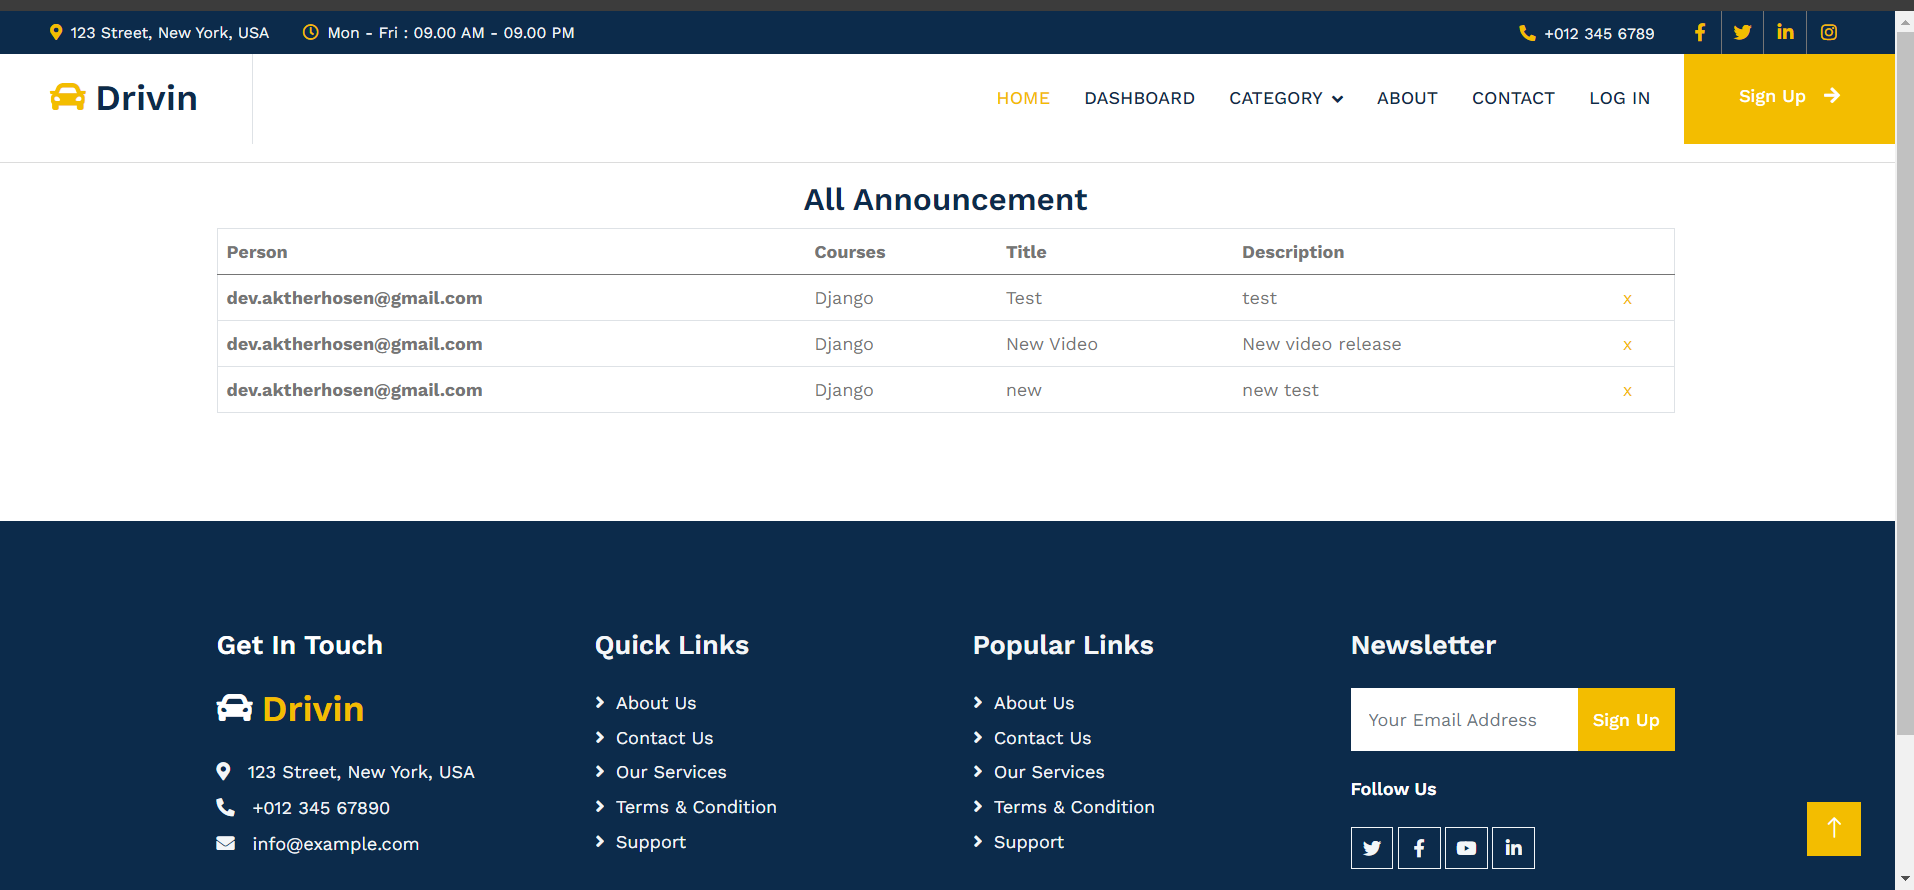 123 Street, New York, USA Mon - Fri : 09.00 AM - 09.00 PM +012 345 6789
Drivin HOME DASHBOARD CATEGORY ABOUT CONTACT LOG IN Sign Up
All Announcement
Person Courses Title Description
dev.aktherhosen@gmail.com Django Test test x
dev.aktherhosen@gmail.com Django New Video New video release x
dev.aktherhosen@gmail.com Django new new test x
Get In Touch
Drivin
123 Street, New York, USA
+012 345 67890
info@example.com
Quick Links
About Us
Contact Us
Our Services
Terms & Condition
Support
Popular Links
About Us
Contact Us
Our Services
Terms & Condition
Support
Newsletter
Your Email Address Sign Up
Follow Us